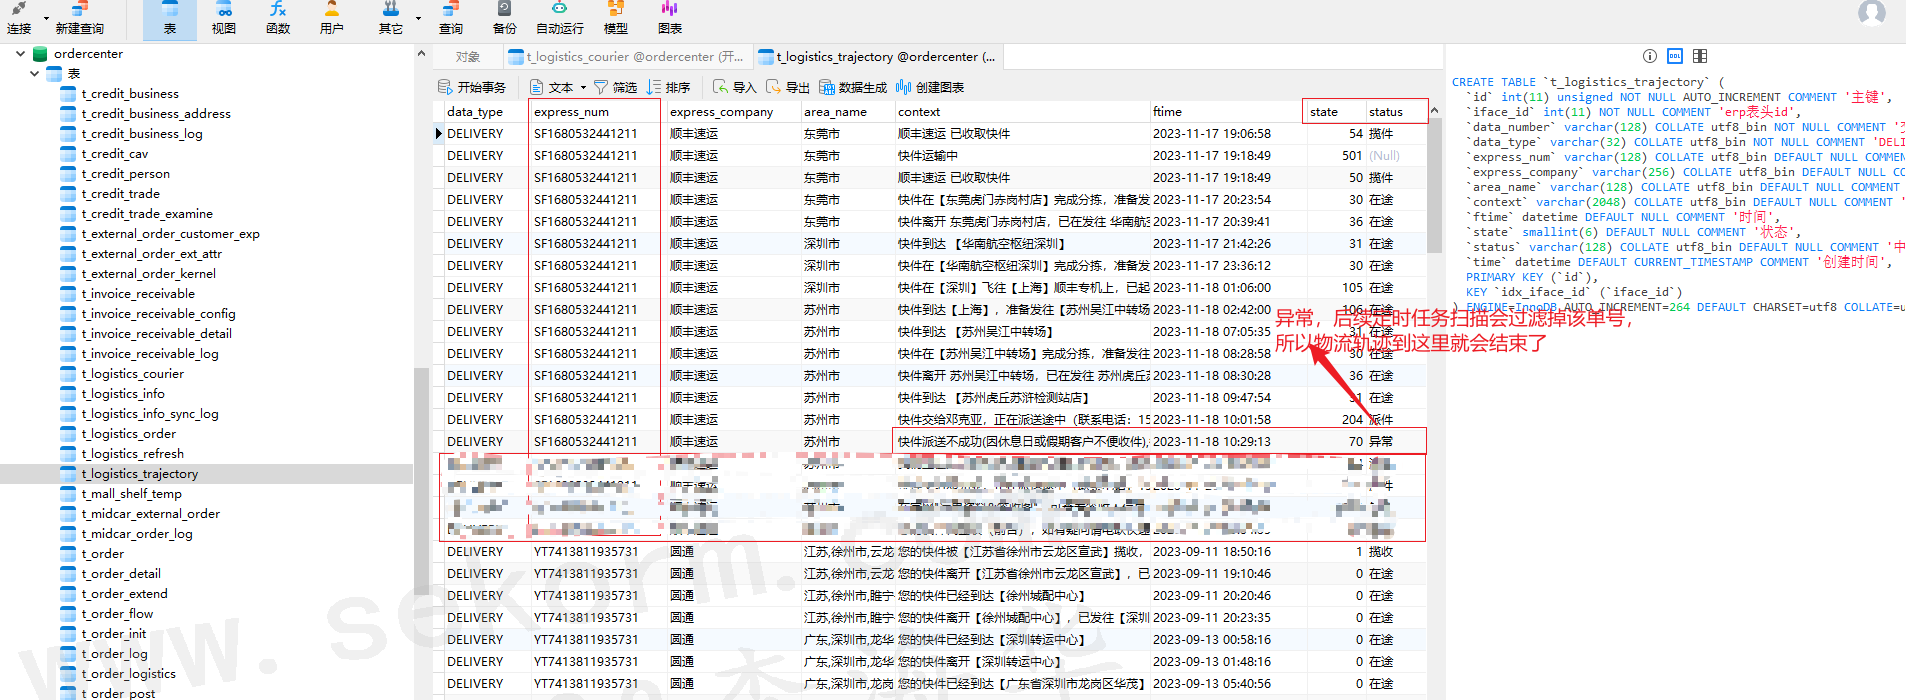 连接 新建查询 表 视图 函数 用户 其它 查询 备份 自动运行 模型 图表
ordercenter
表
t_credit_business
t_credit_business_address
t_credit_business_log
t_credit_cav
t_credit_person
t_credit_trade
t_credit_trade_examine
t_external_order_customer_exp
t_external_order_ext_attr
t_external_order_kernel
t_invoice_receivable
t_invoice_receivable_config
t_invoice_receivable_detail
t_invoice_receivable_log
t_logistics_courier
t_logistics_info
t_logistics_info_sync_log
t_logistics_order
t_logistics_refresh
t_logistics_trajectory
t_mall_shelf_temp
t_midcar_external_order
t_midcar_order_log
t_order
t_order_detail
t_order_extend
t_order_flow
t_order_init
t_order_log
t_order_logistics
t_order_post
对象 t_logistics_courier @ordercenter (开... t_logistics_trajectory @ordercenter (...
开始事务 文本 筛选 排序 导入 导出 数据生成 创建图表
data_type express_num express_company area_name context ftime state status
DELIVERY SF1680532441211 顺丰速运 东莞市 顺丰速运 已收取快件 2023-11-17 19:06:58 54 揽件
DELIVERY SF1680532441211 顺丰速运 东莞市 快件运输中 2023-11-17 19:18:49 501 (Null)
DELIVERY SF1680532441211 顺丰速运 东莞市 顺丰速运 已收取快件 2023-11-17 19:18:49 50 揽件
DELIVERY SF1680532441211 顺丰速运 东莞市 快件在【东莞虎门赤岗村店】完成分拣，准备发 2023-11-17 20:23:54 30 在途
DELIVERY SF1680532441211 顺丰速运 东莞市 快件离开 东莞虎门赤岗村店，已在发往 华南航 2023-11-17 20:39:41 36 在途
DELIVERY SF1680532441211 顺丰速运 深圳市 快件到达 【华南航空枢纽深圳】 2023-11-17 21:42:26 31 在途
DELIVERY SF1680532441211 顺丰速运 深圳市 快件在【华南航空枢纽深圳】完成分拣，准备发 2023-11-17 23:36:12 30 在途
DELIVERY SF1680532441211 顺丰速运 深圳市 快件在【深圳】飞往【上海】顺丰专机上，已起 2023-11-18 01:06:00 105 在途
DELIVERY SF1680532441211 顺丰速运 苏州市 快件到达【上海】，准备发往【苏州吴江中转场 2023-11-18 02:42:00 106 在途
DELIVERY SF1680532441211 顺丰速运 苏州市 快件到达 【苏州吴江中转场】 2023-11-18 07:05:35 31 在途
DELIVERY SF1680532441211 顺丰速运 苏州市 快件在【苏州吴江中转场】完成分拣，准备发 2023-11-18 08:28:58 30 在途
DELIVERY SF1680532441211 顺丰速运 苏州市 快件离开 苏州吴江中转场，已在发往 苏州虎丘 2023-11-18 08:30:28 36 在途
DELIVERY SF1680532441211 顺丰速运 苏州市 快件到达 【苏州虎丘苏浒检测站店】 2023-11-18 09:47:54 31 在途
DELIVERY SF1680532441211 顺丰速运 苏州市 快件交给邓克亚，正在派送途中（联系电话：15 2023-11-18 10:01:58 204 派件
DELIVERY SF1680532441211 顺丰速运 苏州市 快件派送不成功(因休息日或假期客户不便收件), 2023-11-18 10:29:13 70 异常
DELIVERY YT7413811935731 圆通 江苏,徐州市,云龙 您的快件被【江苏省徐州市云龙区宣武】揽收， 2023-09-11 18:50:16 1 揽收
DELIVERY YT7413811935731 圆通 江苏,徐州市,云龙 您的快件离开【江苏省徐州市云龙区宣武】，已 2023-09-11 19:10:46 0 在途
DELIVERY YT7413811935731 圆通 江苏,徐州市,睢宁 您的快件已经到达【徐州城配中心】 2023-09-11 20:20:46 0 在途
DELIVERY YT7413811935731 圆通 江苏,徐州市,睢宁 您的快件离开【徐州城配中心】，已发往【深圳 2023-09-11 20:23:35 0 在途
DELIVERY YT7413811935731 圆通 广东,深圳市,龙华 您的快件已经到达【深圳转运中心】 2023-09-13 00:58:16 0 在途
DELIVERY YT7413811935731 圆通 广东,深圳市,龙华 您的快件离开【深圳转运中心】 2023-09-13 01:48:16 0 在途
DELIVERY YT7413811935731 圆通 广东,深圳市,龙岗 您的快件已经到达【广东省深圳市龙岗区华茂】 2023-09-13 05:40:56 0 在途
异常，后续定时任务扫描会过滤掉该单号，
所以物流轨迹到这里就会结束了
DDL
CREATE TABLE `t_logistics_trajectory` (
`id` int(11) unsigned NOT NULL AUTO_INCREMENT COMMENT '主键',
`iface_id` int(11) NOT NULL COMMENT 'erp表头id',
`data_number` varchar(128) COLLATE utf8_bin NOT NULL COMMENT '
`data_type` varchar(32) COLLATE utf8_bin NOT NULL COMMENT 'DELI
`express_num` varchar(128) COLLATE utf8_bin DEFAULT NULL COMMEN
`express_company` varchar(256) COLLATE utf8_bin DEFAULT NULL CO
`area_name` varchar(128) COLLATE utf8_bin DEFAULT NULL COMMENT
`context` varchar(2048) COLLATE utf8_bin DEFAULT NULL COMMENT '
`ftime` datetime DEFAULT NULL COMMENT '时间',
`state` smallint(6) DEFAULT NULL COMMENT '状态',
`status` varchar(128) COLLATE utf8_bin DEFAULT NULL COMMENT '中
`time` datetime DEFAULT CURRENT_TIMESTAMP COMMENT '创建时间',
PRIMARY KEY (`id`),
KEY `idx_iface_id` (`iface_id`)
) ENGINE=InnoDB AUTO_INCREMENT=264 DEFAULT CHARSET=utf8 COLLATE=u
www.sekorm.com